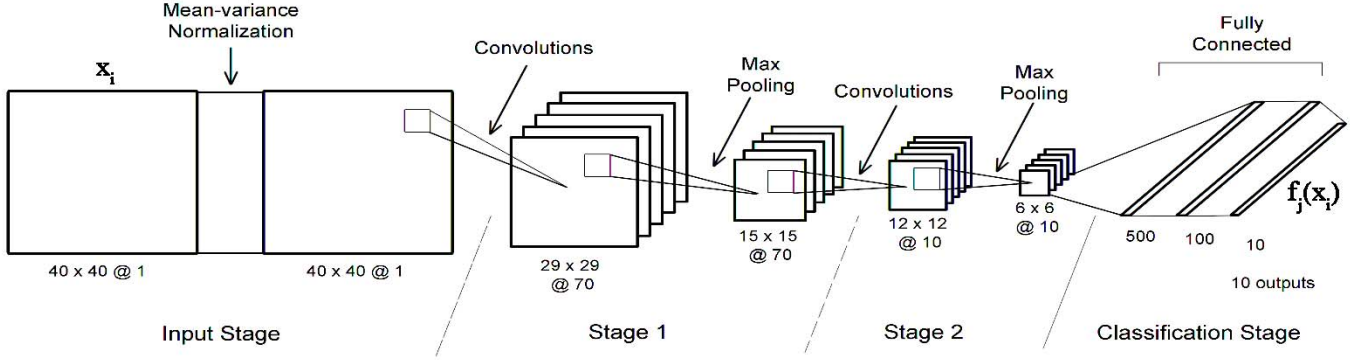 Mean-variance
Normalization
x_i
Convolutions
Max
Pooling
Convolutions
Max
Pooling
Fully
Connected
40 x 40 @ 1
40 x 40 @ 1
29 x 29
@ 70
15 x 15
@ 70
12 x 12
@ 10
6 x 6
@ 10
500
100
10
f_j(x_i)
10 outputs
Input Stage
Stage 1
Stage 2
Classification Stage